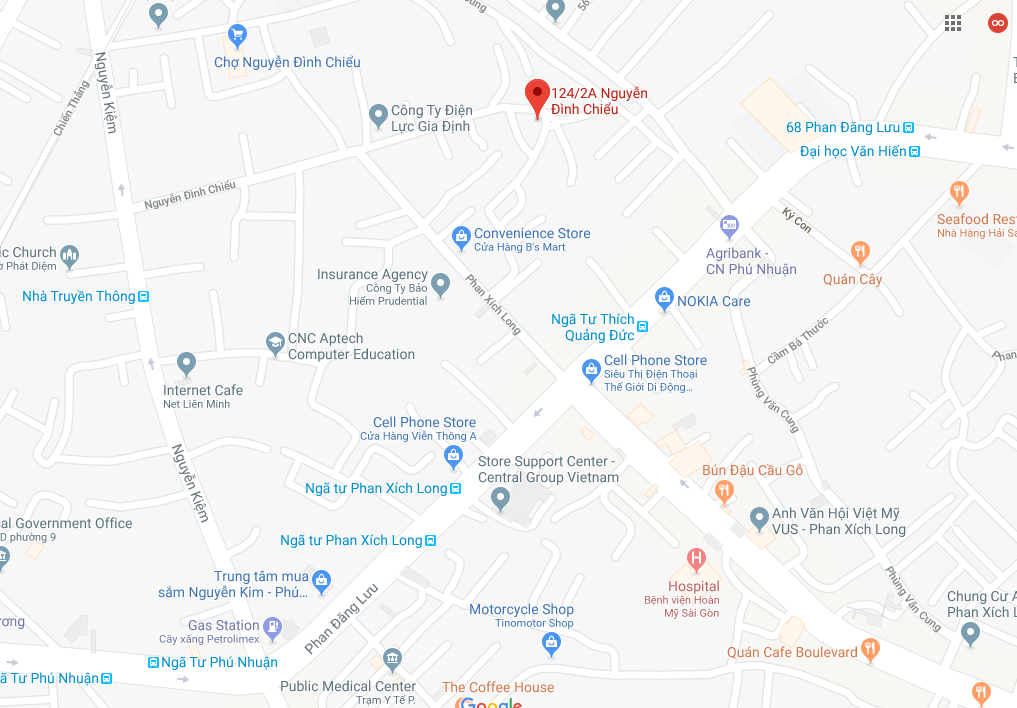 Chợ Nguyễn Đình Chiểu
124/2A Nguyễn
Đình Chiểu
Nguyễn Kiệm
Chiến Thắng
Công Ty Điện
Lực Gia Định
68 Phan Đăng Lưu
Đại học Văn Hiến
Nguyễn Đình Chiểu
Ký Con
Seafood Rest
Nhà Hàng Hải Sả
Convenience Store
Cửa Hàng B's Mart
Agribank -
CN Phú Nhuận
Quán Cây
ic Church
Phát Diệm
Insurance Agency
Công Ty Bảo
Hiểm Prudential
Nhà Truyền Thông
Phan Xích Long
NOKIA Care
Ngã Tư Thích
Quảng Đức
Cầm Bá Thước
CNC Aptech
Computer Education
Cell Phone Store
Siêu Thị Điện Thoại
Thế Giới Di Động...
Phan
Internet Cafe
Net Liên Minh
Phùng Văn Cung
Cell Phone Store
Cửa Hàng Viễn Thông A
Nguyễn Kiệm
Store Support Center -
Central Group Vietnam
Bún Đậu Cầu Gỗ
Ngã tư Phan Xích Long
al Government Office
D phường 9
Anh Văn Hội Việt Mỹ
VUS - Phan Xích Long
Ngã tư Phan Xích Long
Trung tâm mua
sắm Nguyễn Kim - Phú...
Hospital
Bệnh viện Hoàn
Mỹ Sài Gòn
Phùng Văn Cung
Chung Cư A
Phan Xích L
Phan Đăng Lưu
Motorcycle Shop
Tinomotor Shop
ơng
Gas Station
Cây xăng Petrolimex
Quán Cafe Boulevard
Ngã Tư Phú Nhuận
ã Tư Phú Nhuận
Public Medical Center
Trạm Y Tế P.
The Coffee House
Google